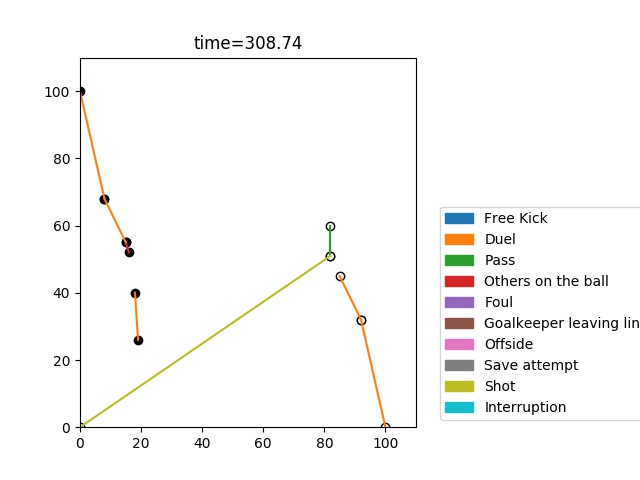 time=308.74
100
80
60
40
20
0
0 20 40 60 80 100
Free Kick
Duel
Pass
Others on the ball
Foul
Goalkeeper leaving lin
Offside
Save attempt
Shot
Interruption